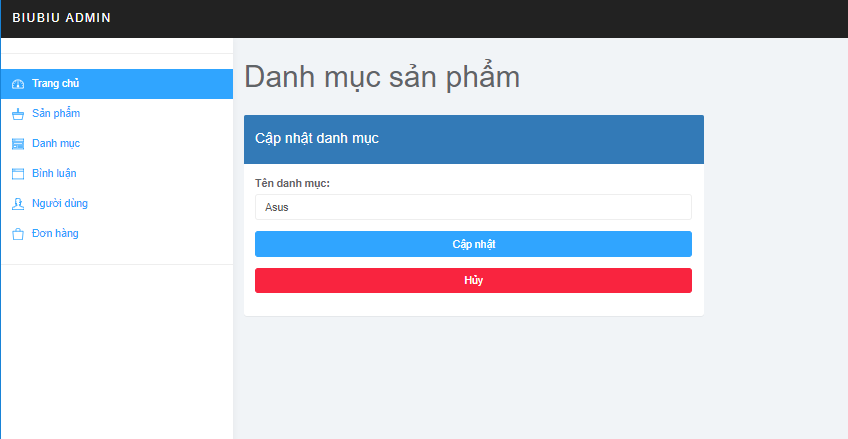 BIUBIU ADMIN
Trang chủ
Sản phẩm
Danh mục
Bình luận
Người dùng
Đơn hàng
Danh mục sản phẩm
Cập nhật danh mục
Tên danh mục:
Asus
Cập nhật
Hủy